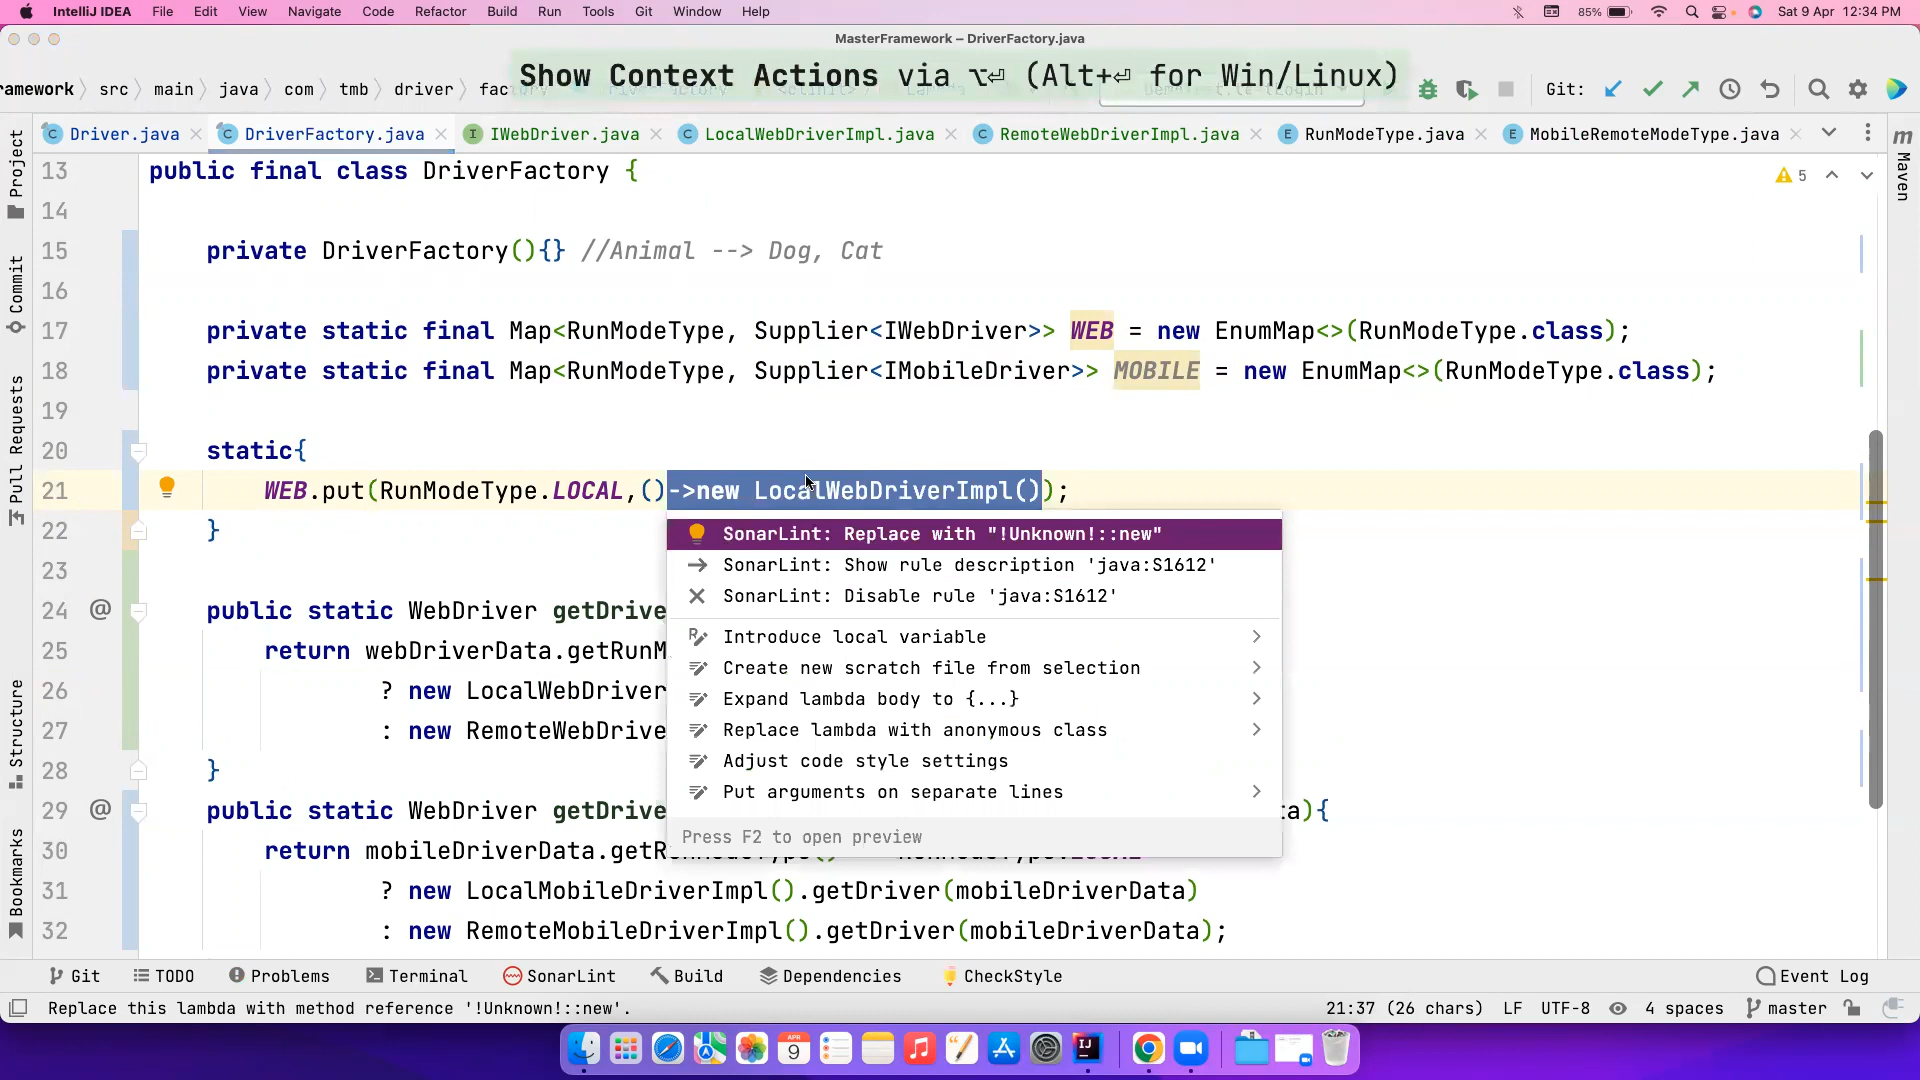 IntelliJ IDEA File Edit View Navigate Code Refactor Build Run Tools Git Window Help 85% Sat 9 Apr 12:34 PM
MasterFramework – DriverFactory.java
Show Context Actions via ⌥⏎ (Alt+⏎ for Win/Linux)
ramework src main java com tmb driver Git:
Driver.java DriverFactory.java IWebDriver.java LocalWebDriverImpl.java RemoteWebDriverImpl.java RunModeType.java MobileRemoteModeType.java
Project
Commit
Pull Requests
Structure
Bookmarks
Maven
5
13 public final class DriverFactory {
14
15 private DriverFactory(){} //Animal --> Dog, Cat
16
17 private static final Map<RunModeType, Supplier<IWebDriver>> WEB = new EnumMap<>(RunModeType.class);
18 private static final Map<RunModeType, Supplier<IMobileDriver>> MOBILE = new EnumMap<>(RunModeType.class);
19
20 static{
21 WEB.put(RunModeType.LOCAL,()->new LocalWebDriverImpl());
22 }
23
24 @ public static WebDriver getDrive
25 return webDriverData.getRunM
26 ? new LocalWebDriver
27 : new RemoteWebDrive
28 }
29 @ public static WebDriver getDrive ta){
30 return mobileDriverData.getR
31 ? new LocalMobileDriverImpl().getDriver(mobileDriverData)
32 : new RemoteMobileDriverImpl().getDriver(mobileDriverData);
SonarLint: Replace with "!Unknown!::new"
SonarLint: Show rule description 'java:S1612'
SonarLint: Disable rule 'java:S1612'
Introduce local variable
Create new scratch file from selection
Expand lambda body to {...}
Replace lambda with anonymous class
Adjust code style settings
Put arguments on separate lines
Press F2 to open preview
Git TODO Problems Terminal SonarLint Build Dependencies CheckStyle Event Log
Replace this lambda with method reference '!Unknown!::new'. 21:37 (26 chars) LF UTF-8 4 spaces master
APR
9
IJ